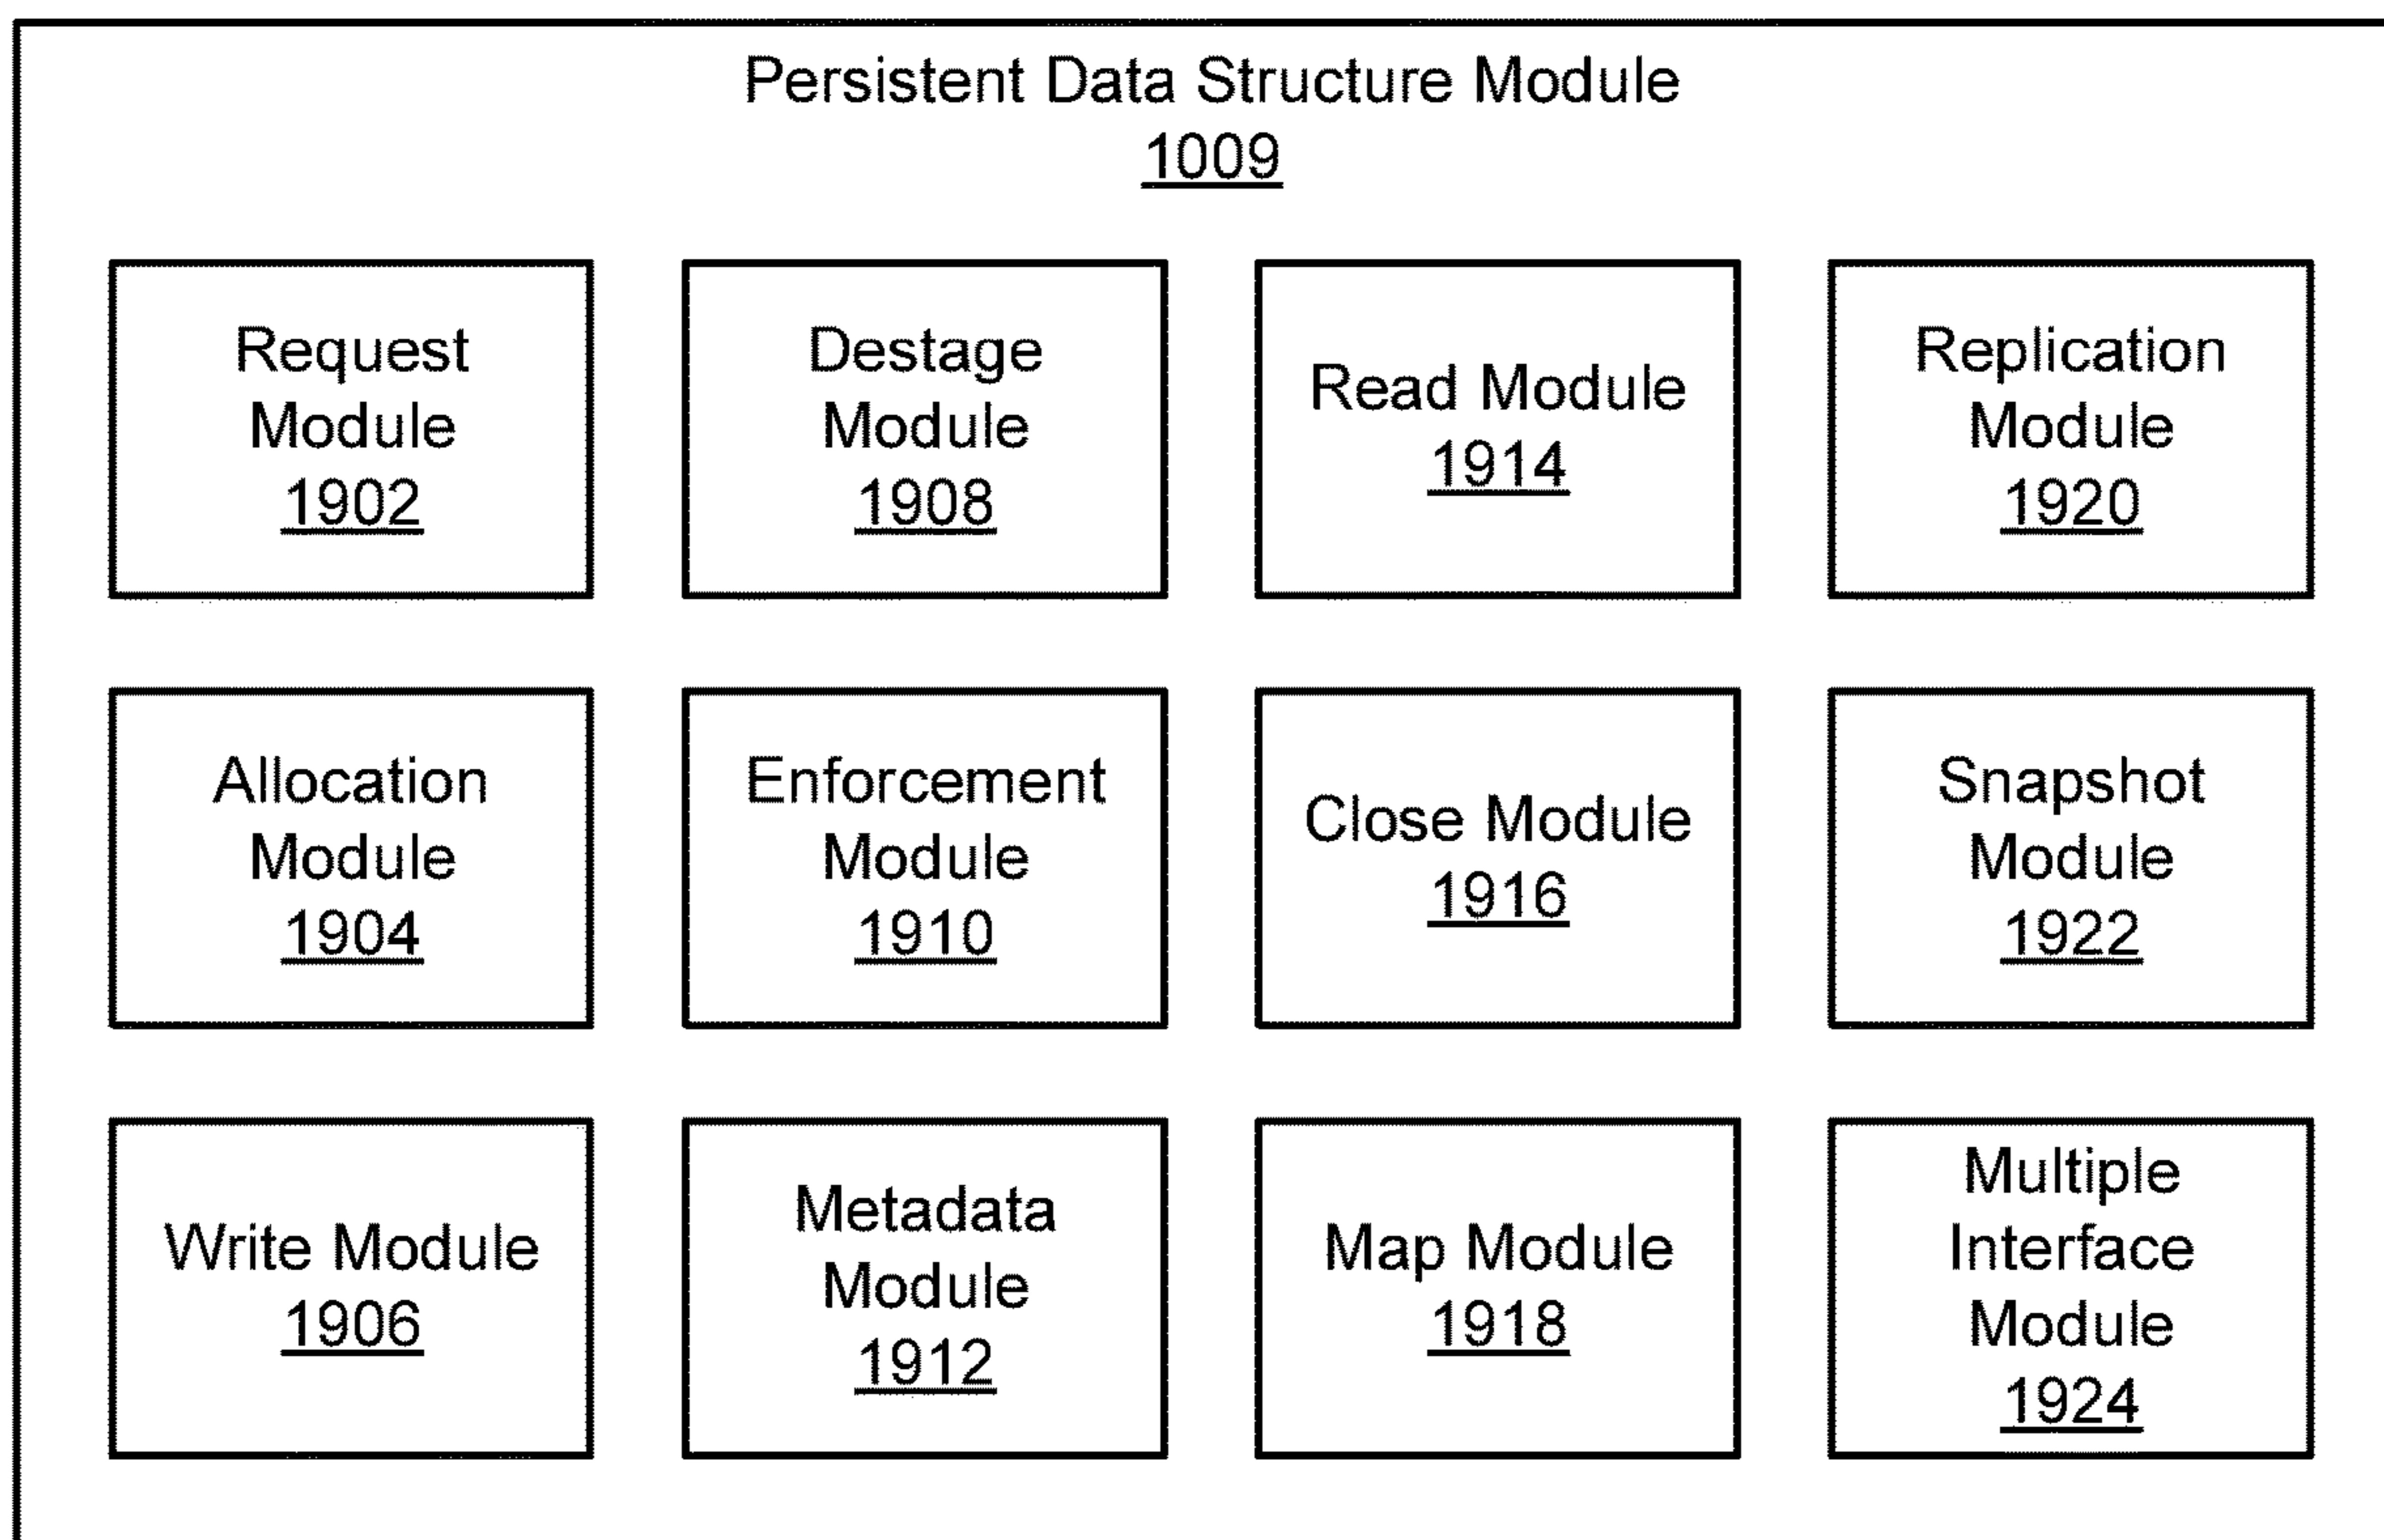 Persistent Data Structure Module
1009
Request
Module
1902
Destage
Module
1908
Read Module
1914
Replication
Module
1920
Allocation
Module
1904
Enforcement
Module
1910
Close Module
1916
Snapshot
Module
1922
Write Module
1906
Metadata
Module
1912
Map Module
1918
Multiple
Interface
Module
1924